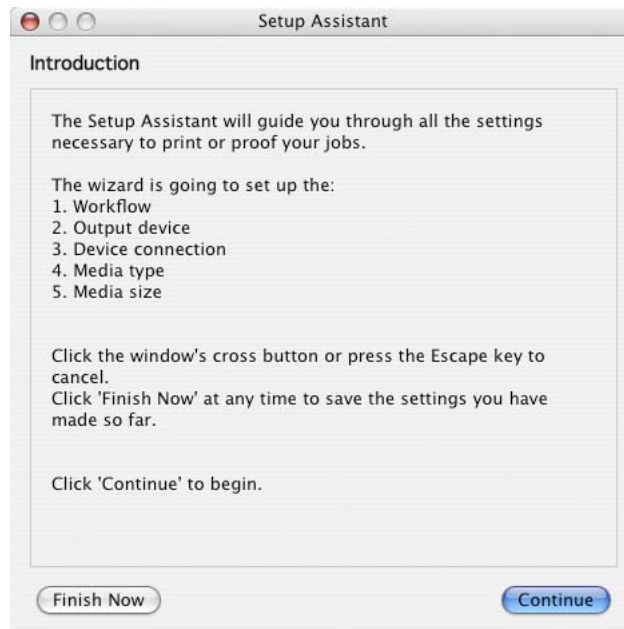 Setup Assistant
Introduction
The Setup Assistant will guide you through all the settings
necessary to print or proof your jobs.
The wizard is going to set up the:
1. Workflow
2. Output device
3. Device connection
4. Media type
5. Media size
Click the window's cross button or press the Escape key to
cancel.
Click 'Finish Now' at any time to save the settings you have
made so far.
Click 'Continue' to begin.
Finish Now
Continue